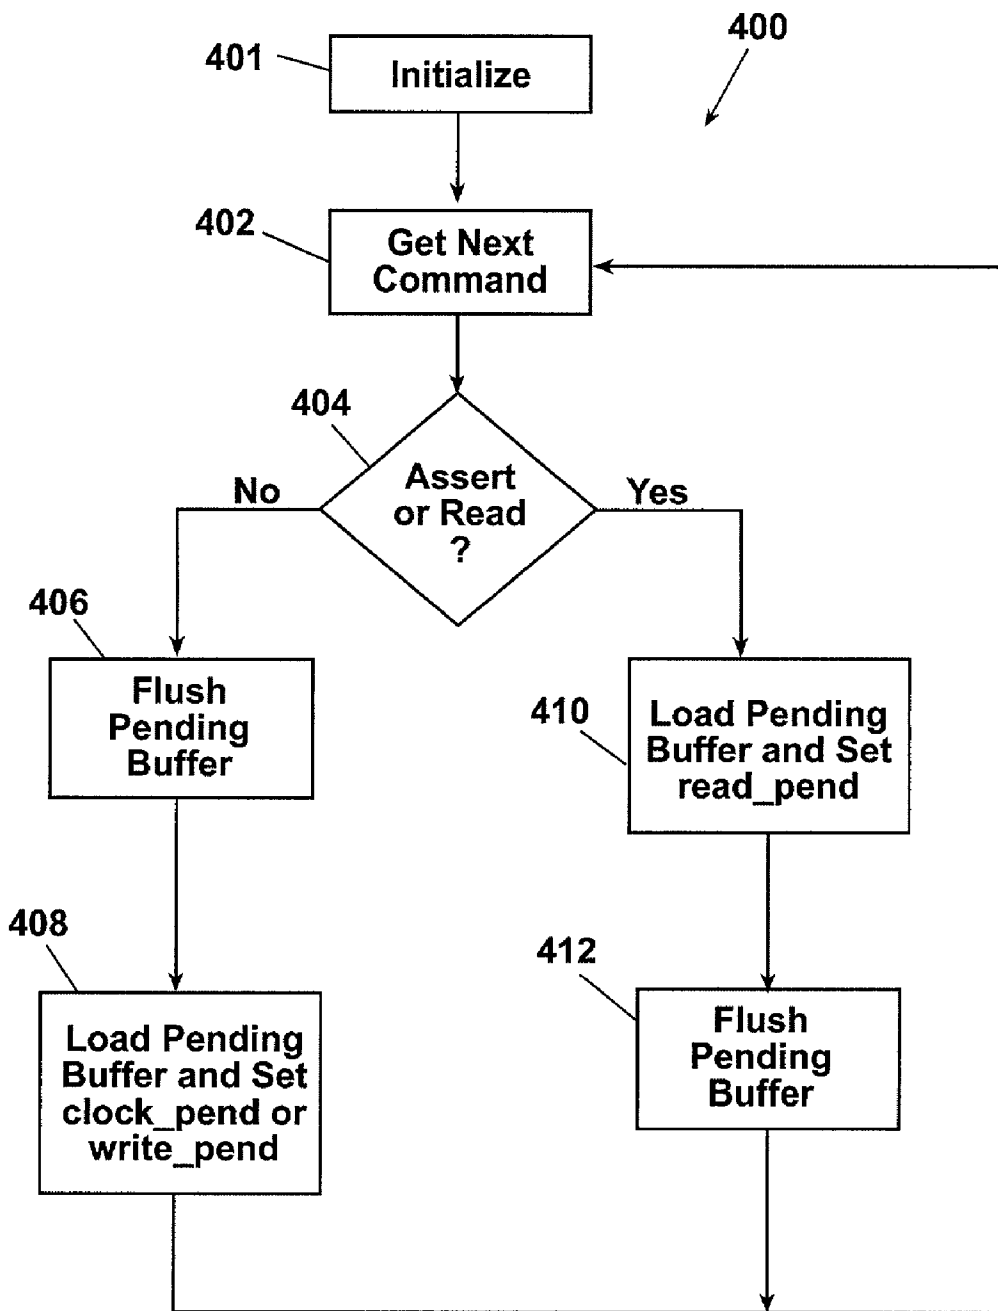 400
401
Initialize
402
Get Next
Command
404
Assert
or Read
?
No
Yes
406
Flush
Pending
Buffer
410
Load Pending
Buffer and Set
read_pend
408
Load Pending
Buffer and Set
clock_pend or
write_pend
412
Flush
Pending
Buffer